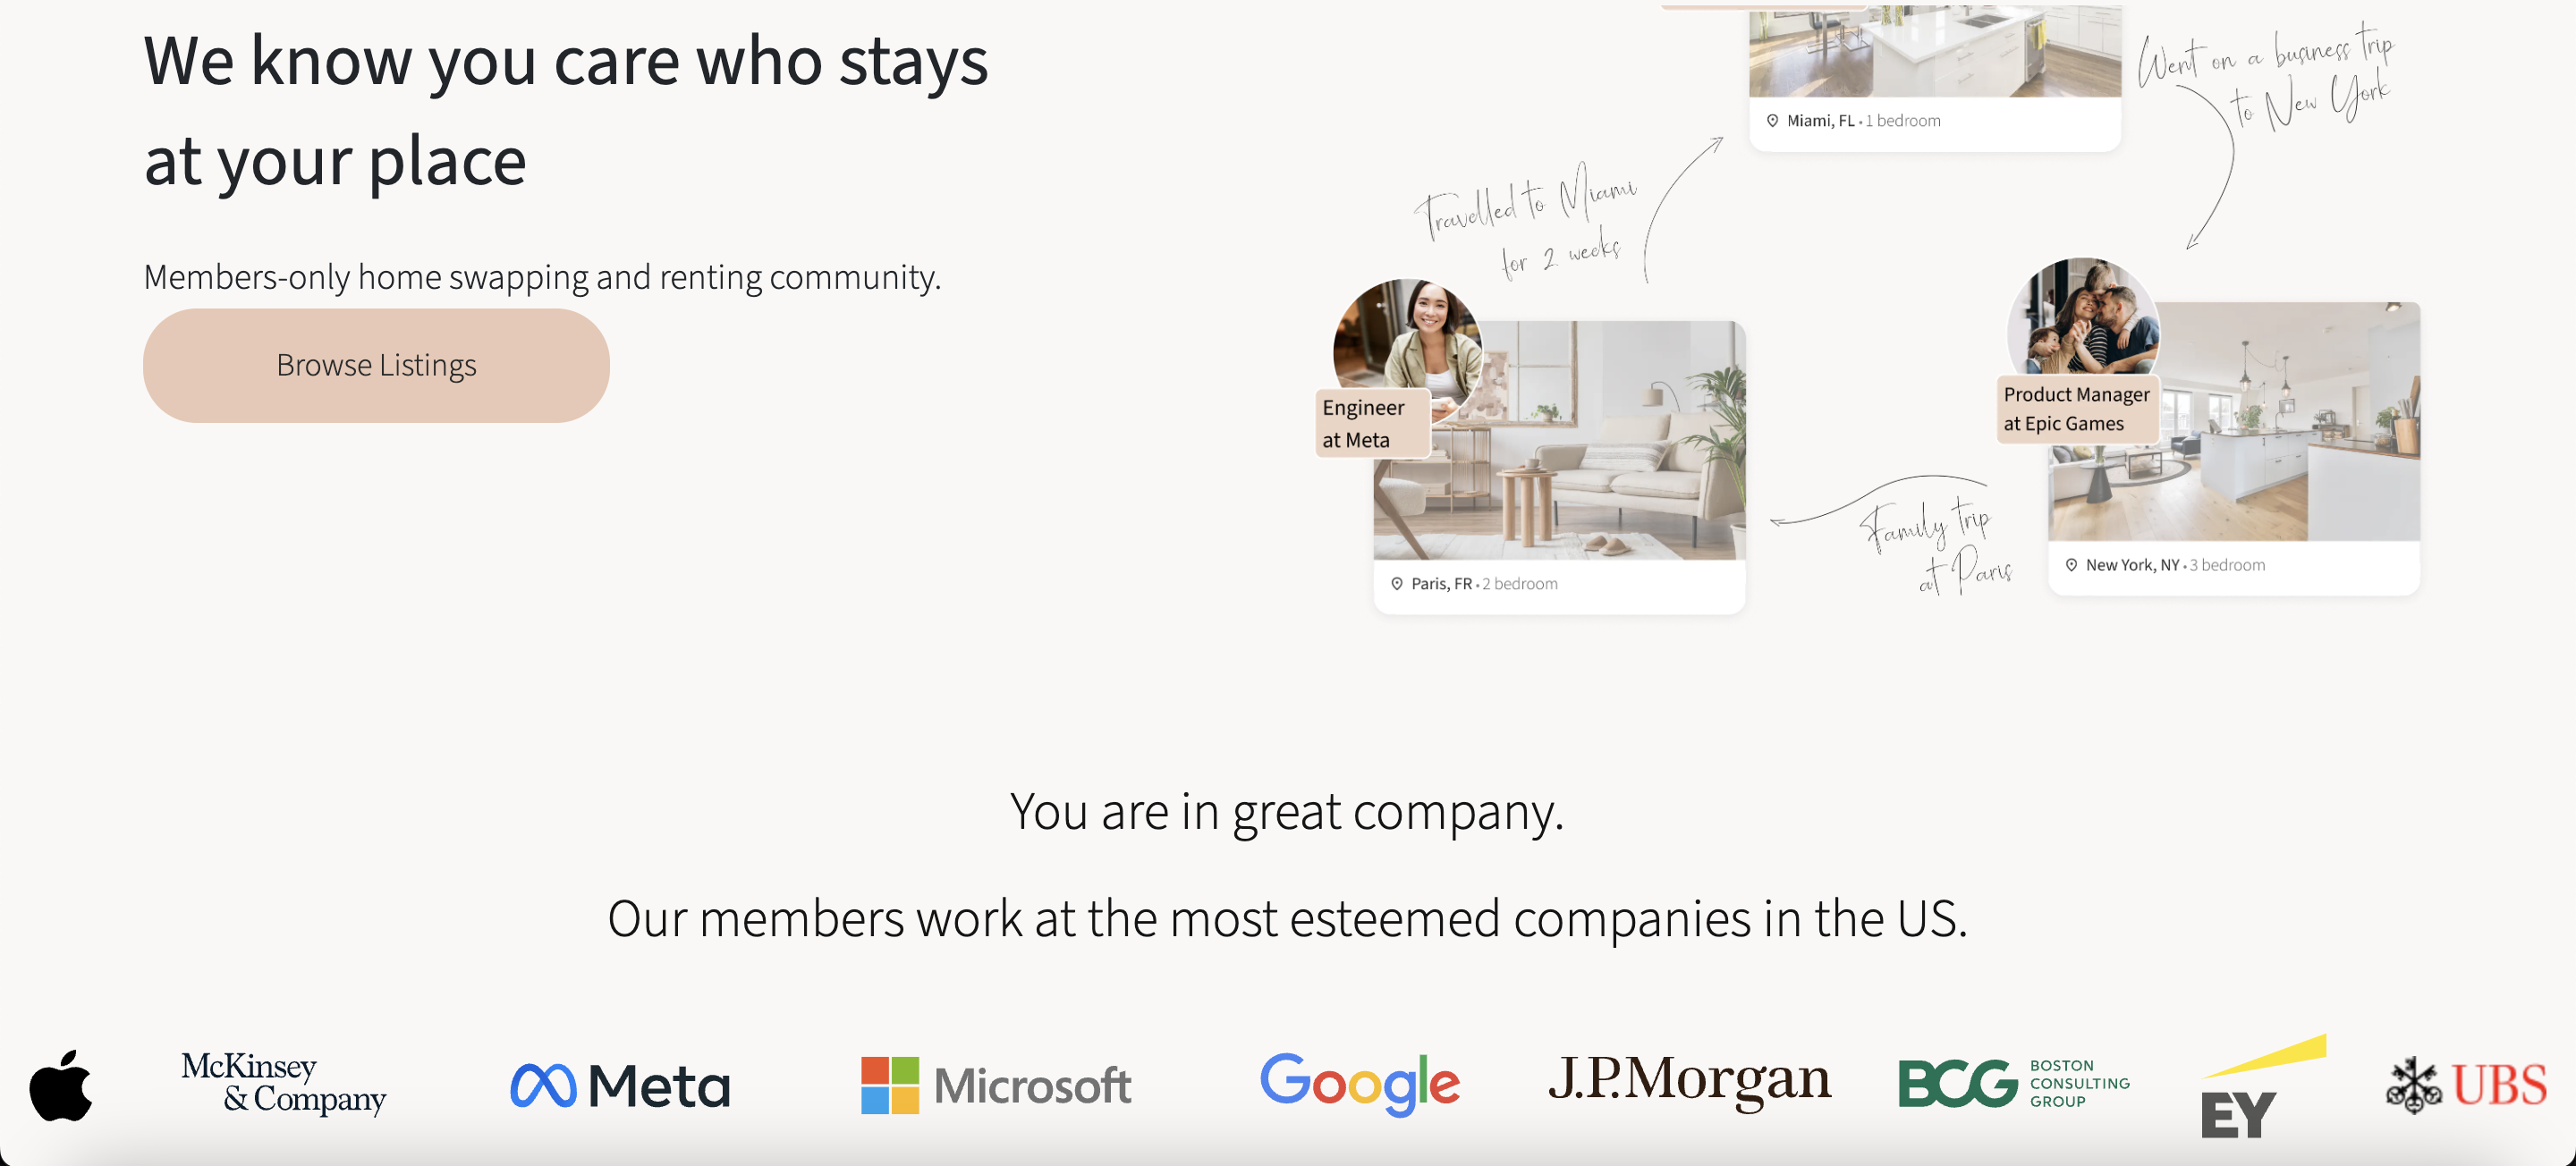 We know you care who stays
at your place
Members-only home swapping and renting community.
Browse Listings
Miami, FL • 1 bedroom
Went on a business trip
to New York
Travelled to Miami
for 2 weeks
Engineer
at Meta
Paris, FR • 2 bedroom
Product Manager
at Epic Games
New York, NY • 3 bedroom
Family trip
at Paris
You are in great company.
Our members work at the most esteemed companies in the US.
McKinsey
& Company
Meta
Microsoft
Google
J.P.Morgan
BCG
BOSTON
CONSULTING
GROUP
EY
UBS